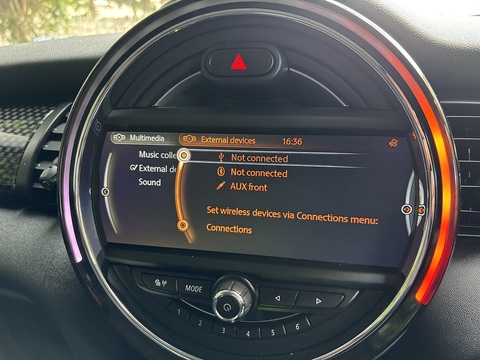 Multimedia
External devices
16:36
Music colle
External de
Sound
Not connected
Not connected
AUX front
Set wireless devices via Connections menu:
Connections
MODE
1 2 3 4 5 6